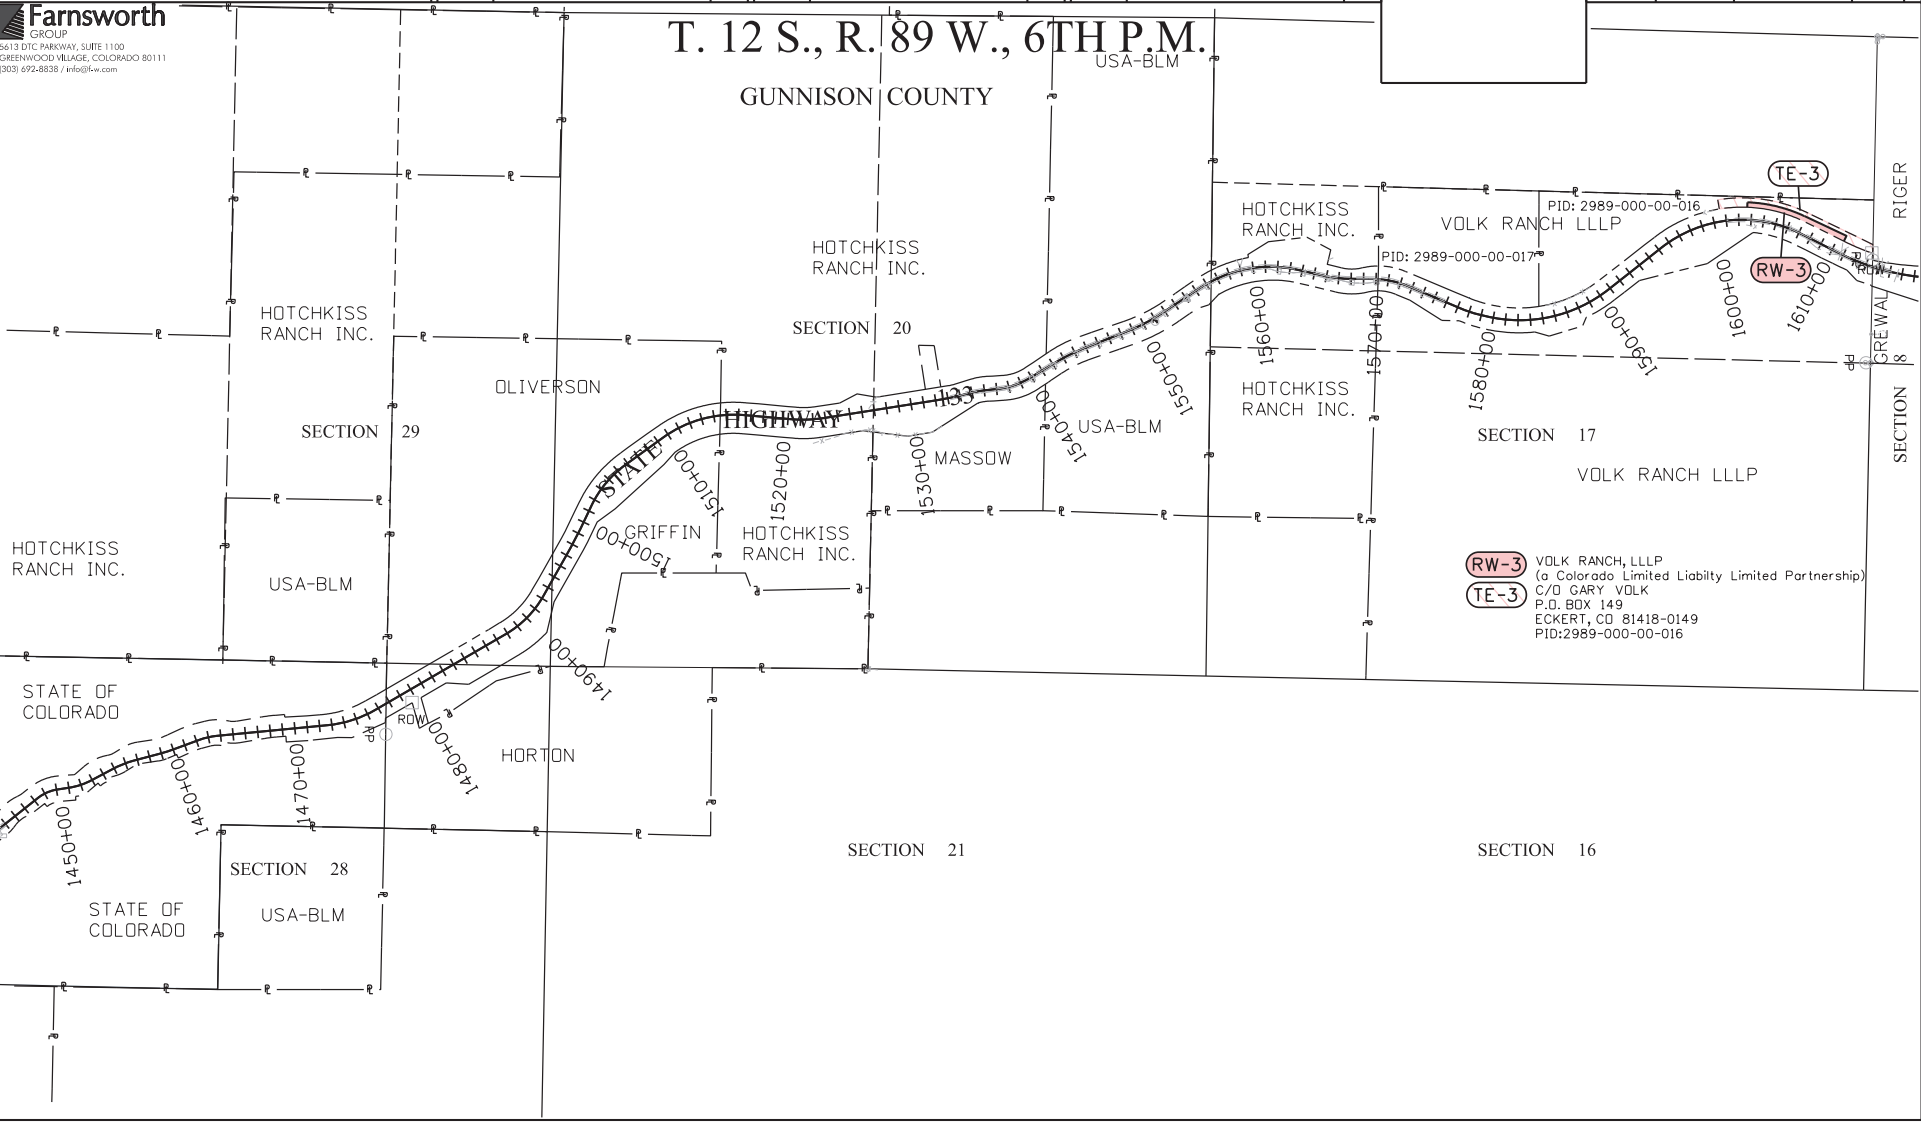 Farnsworth
GROUP
5613 DTC PARKWAY, SUITE 1100
GREENWOOD VILLAGE, COLORADO 80111
(303) 692-8838 / info@f-w.com
T. 12 S., R. 89 W., 6TH P.M.
GUNNISON COUNTY
USA-BLM
TE-3
RIGER
PID: 2989-000-00-016
HOTCHKISS
RANCH INC.
VOLK RANCH LLLP
PID: 2989-000-00-017
RW-3
ROW
HOTCHKISS
RANCH INC.
HOTCHKISS
RANCH INC.
SECTION 20
1560+00
1570+00
1580+00
1590+00
1600+00
1610+00
GREWAL
PP
SECTION 8
OLIVERSON
HIGHWAY
133
1550+00
HOTCHKISS
RANCH INC.
SECTION 29
STATE
1540+00
USA-BLM
SECTION 17
MASSOW
1510+00
1520+00
1530+00
VOLK RANCH LLLP
GRIFFIN
1500+00
HOTCHKISS
RANCH INC.
HOTCHKISS
RANCH INC.
USA-BLM
RW-3
VOLK RANCH, LLLP
(a Colorado Limited Liabilty Limited Partnership)
TE-3
C/O GARY VOLK
P.O. BOX 149
ECKERT, CO 81418-0149
PID:2989-000-00-016
1490+00
STATE OF
COLORADO
ROW
PP
1480+00
HORTON
1470+00
1460+00
1450+00
SECTION 28
SECTION 21
SECTION 16
STATE OF
COLORADO
USA-BLM